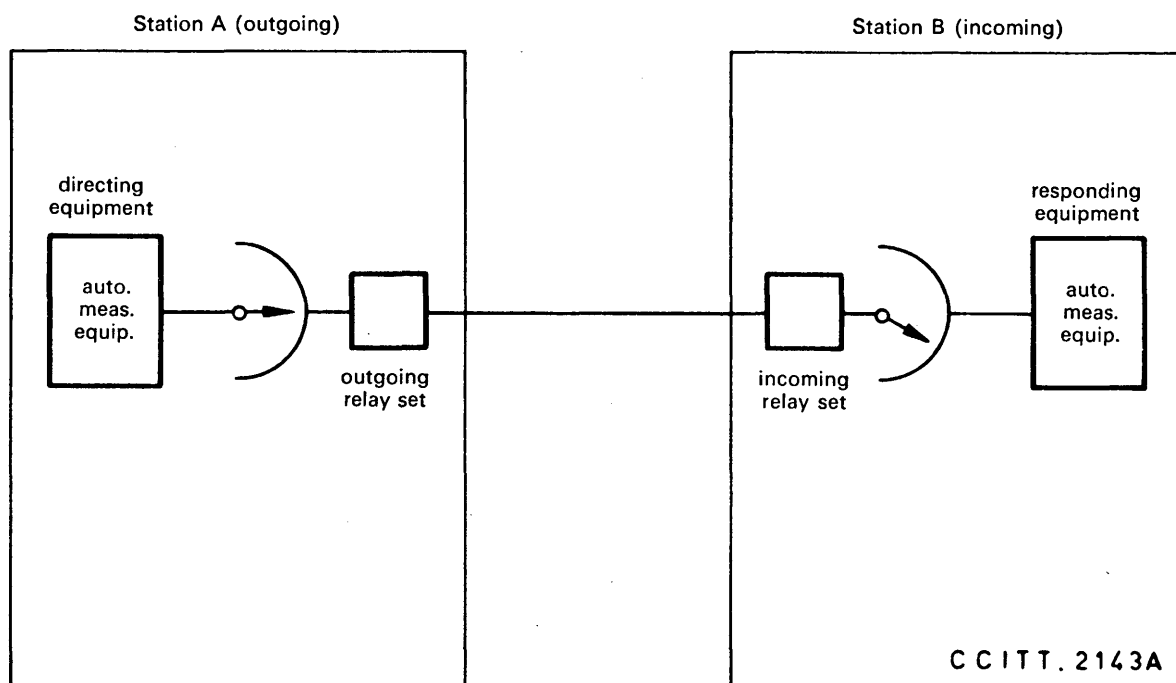 Station A (outgoing)
Station B (incoming)
directing
equipment
auto.
meas.
equip.
outgoing
relay set
incoming
relay set
responding
equipment
auto.
meas.
equip.
CCITT. 2143A